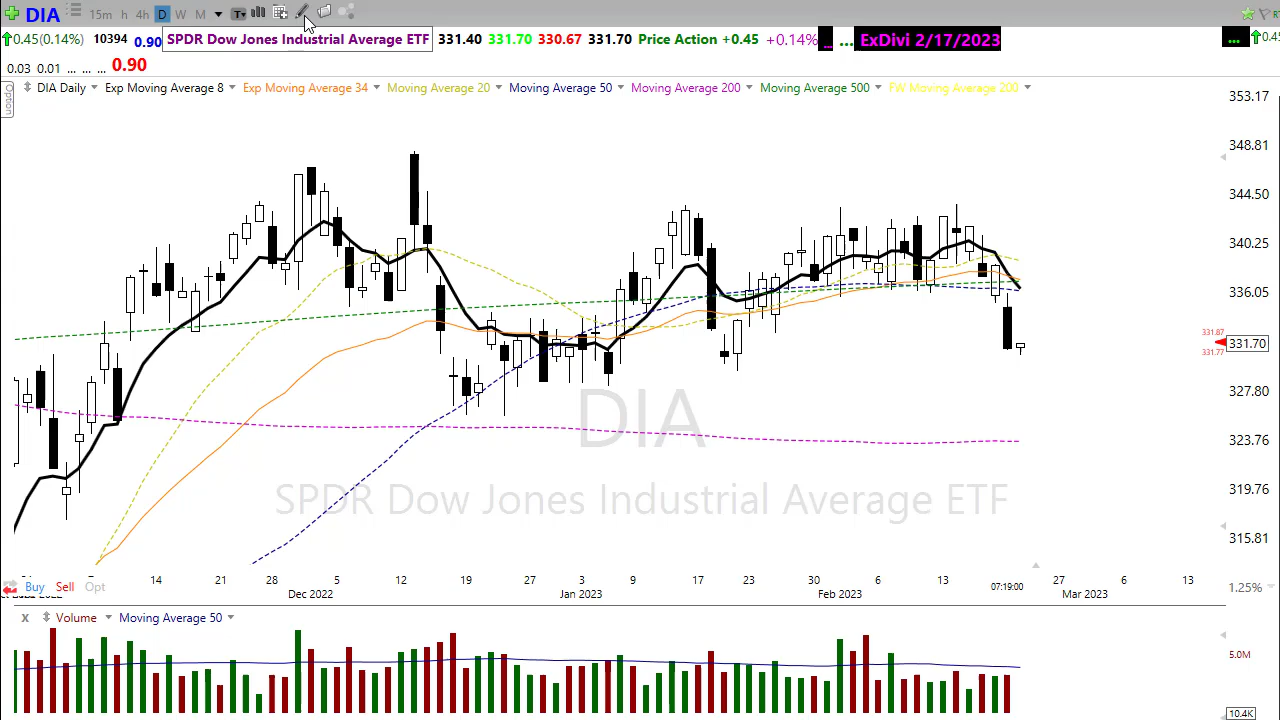 DIA 15m h 4h D W M T
0.45(0.14%) 10394 0.90 SPDR Dow Jones Industrial Average ETF 331.40 331.70 330.67 331.70 Price Action +0.45 +0.14% ... ... ExDivi 2/17/2023 ... 0.45
0.03 0.01 ... ... ... 0.90
Option
DIA Daily Exp Moving Average 8 Exp Moving Average 34 Moving Average 20 Moving Average 50 Moving Average 200 Moving Average 500 FW Moving Average 200
353.17
348.81
344.50
340.25
336.05
331.87
331.70
331.77
327.80
323.76
319.76
315.81
DIA
SPDR Dow Jones Industrial Average ETF
14 21 28 5 12 19 27 3 9 17 23 30 6 13 07:19:00 27 6 13
Buy Sell Opt 1.25%
Dec 2022 Jan 2023 Feb 2023 Mar 2023
x Volume Moving Average 50
5.0M
10.4K